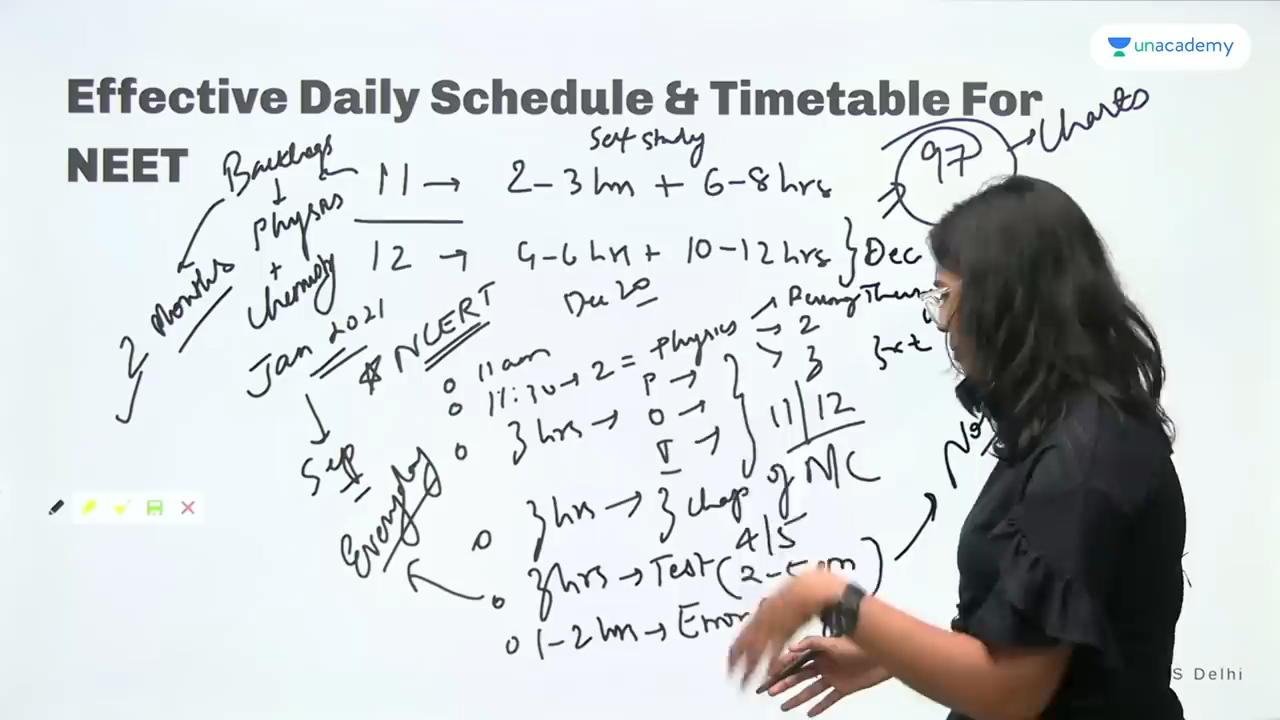 unacademy
Effective Daily Schedule & Timetable For
NEET
Charts
97
Self study
Backlogs
11 → 2-3 hrs + 6-8 hrs
Physics
+
Chemistry
12 → 4-6 hrs + 10-12 hrs } Dec
2 Months
Dec 20
Jan 2021
NCERT
11 am
11:30 → 2 = Physics
P → 2
3
3 hrs → O →
11/12
Sep
Everyday
3 hrs → 3 chap of N/C
4/5
3 hrs → Test (2-5 pm)
1-2 hrs → Error
S Delhi